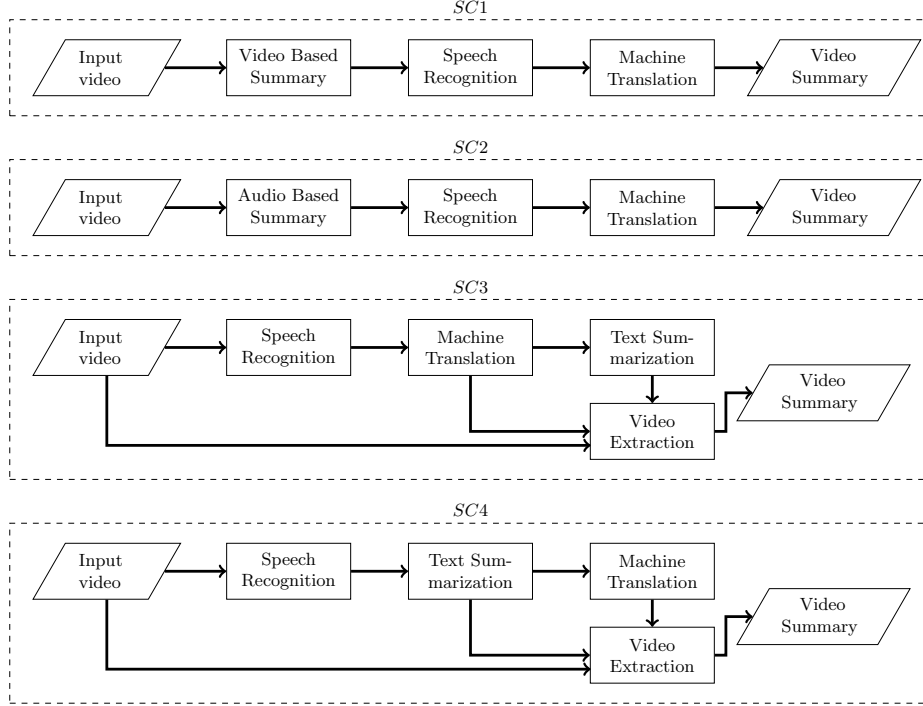 SC1
Input
video
Video Based
Summary
Speech
Recognition
Machine
Translation
Video
Summary
SC2
Input
video
Audio Based
Summary
Speech
Recognition
Machine
Translation
Video
Summary
SC3
Input
video
Speech
Recognition
Machine
Translation
Text Sum-
marization
Video
Extraction
Video
Summary
SC4
Input
video
Speech
Recognition
Text Sum-
marization
Machine
Translation
Video
Extraction
Video
Summary